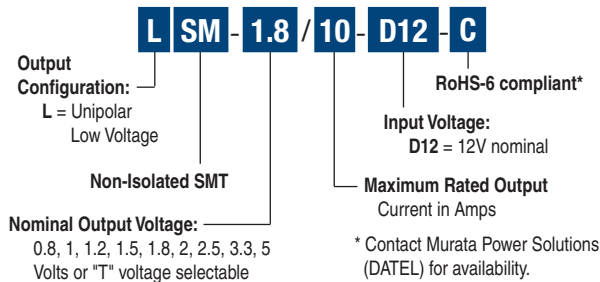 L SM - 1.8 / 10 - D12 - C
Output
Configuration:
L = Unipolar
Low Voltage
RoHS-6 compliant*
Input Voltage:
D12 = 12V nominal
Non-Isolated SMT
Maximum Rated Output
Current in Amps
Nominal Output Voltage:
0.8, 1, 1.2, 1.5, 1.8, 2, 2.5, 3.3, 5
Volts or "T" voltage selectable
* Contact Murata Power Solutions
(DATEL) for availability.